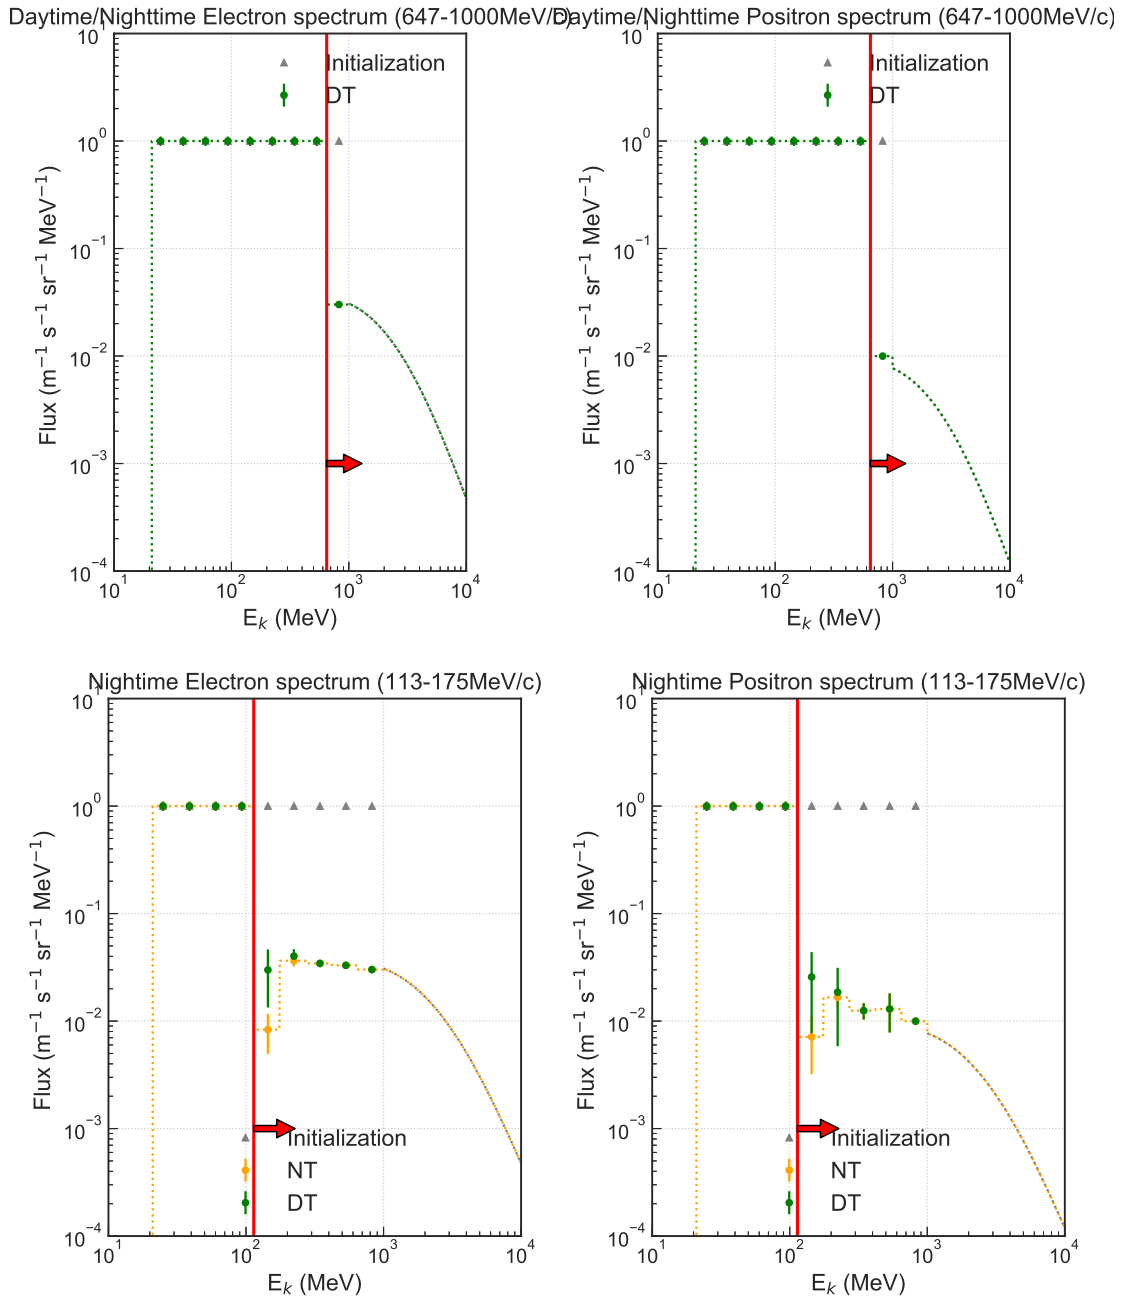 Daytime/Nighttime Electron spectrum (647-1000MeV/c)
Initialization
DT
10^1
10^0
10^−1
10^−2
10^−3
10^−4
Flux (m^−1 s^−1 sr^−1 MeV^−1)
10^1 10^2 10^3 10^4
E_k (MeV)
Daytime/Nighttime Positron spectrum (647-1000MeV/c)
Initialization
DT
10^1
10^0
10^−1
10^−2
10^−3
10^−4
Flux (m^−1 s^−1 sr^−1 MeV^−1)
10^1 10^2 10^3 10^4
E_k (MeV)
Nightime Electron spectrum (113-175MeV/c)
10^1
10^0
10^−1
10^−2
10^−3
10^−4
Flux (m^−1 s^−1 sr^−1 MeV^−1)
Initialization
NT
DT
10^1 10^2 10^3 10^4
E_k (MeV)
Nightime Positron spectrum (113-175MeV/c)
10^1
10^0
10^−1
10^−2
10^−3
10^−4
Flux (m^−1 s^−1 sr^−1 MeV^−1)
Initialization
NT
DT
10^1 10^2 10^3 10^4
E_k (MeV)